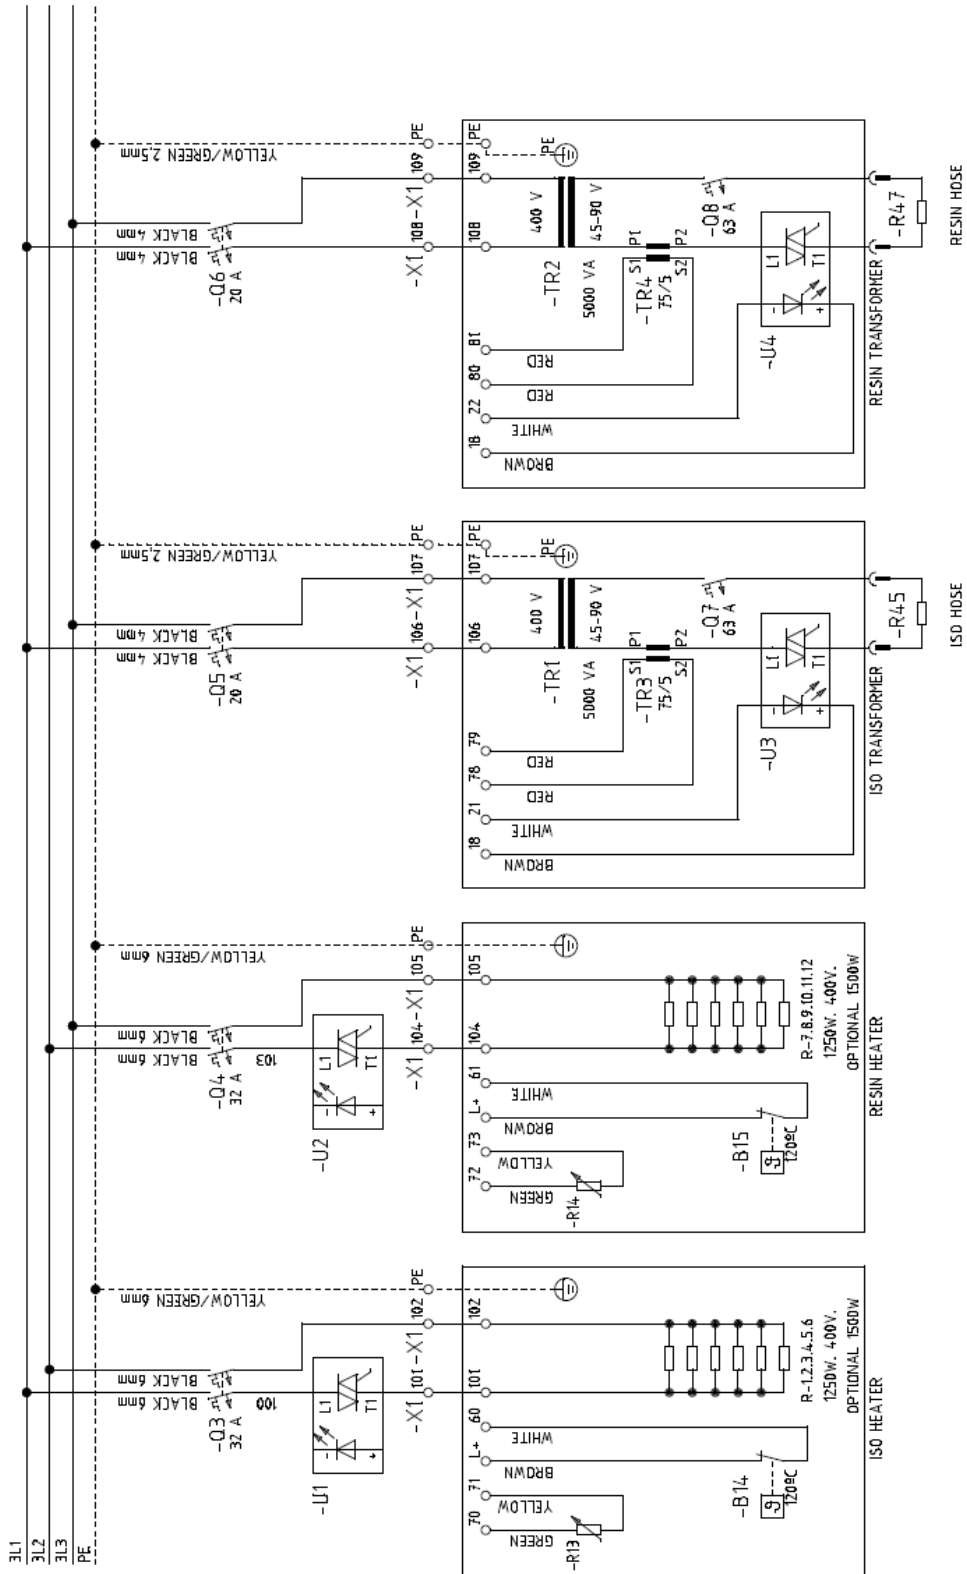 3L1
3L2
3L3
PE
YELLOW/GREEN 2,5mm
BLACK 4mm
BLACK 4mm
-Q6
20 A
-X1
108
-X1
109
PE
108
109
PE
PE
400 V
45-90 V
-TR2
5000 VA
S1
P1
S2
P2
-TR4
75/5
-Q8
63 A
81
RED
80
RED
22
WHITE
18
BROWN
L1
T1
-
+
-U4
RESIN TRANSFORMER
-R47
RESIN HOSE
YELLOW/GREEN 2,5mm
BLACK 4mm
BLACK 4mm
-Q5
20 A
-X1
106
-X1
107
PE
106
107
PE
PE
400 V
45-90 V
-TR1
5000 VA
S1
P1
S2
P2
-TR3
75/5
-Q7
63 A
79
RED
78
RED
21
WHITE
18
BROWN
L1
T1
-
+
-U3
ISO TRANSFORMER
-R45
ISO HOSE
YELLOW/GREEN 6mm
BLACK 6mm
BLACK 6mm
-Q4
32 A
103
L1
T1
-
+
-U2
-X1
104
-X1
105
PE
104
105
61
WHITE
L+
BROWN
73
YELLOW
72
GREEN
-R14
-B15
120ºC
R-7.8.9.10.11.12
1250W. 400V.
OPTIONAL 1500W
RESIN HEATER
YELLOW/GREEN 6mm
BLACK 6mm
BLACK 6mm
-Q3
32 A
100
L1
T1
-
+
-U1
-X1
101
-X1
102
PE
101
102
60
WHITE
L+
BROWN
71
YELLOW
70
GREEN
-R13
-B14
120ºC
R-1.2.3.4.5.6
1250W. 400V.
OPTIONAL 1500W
ISO HEATER